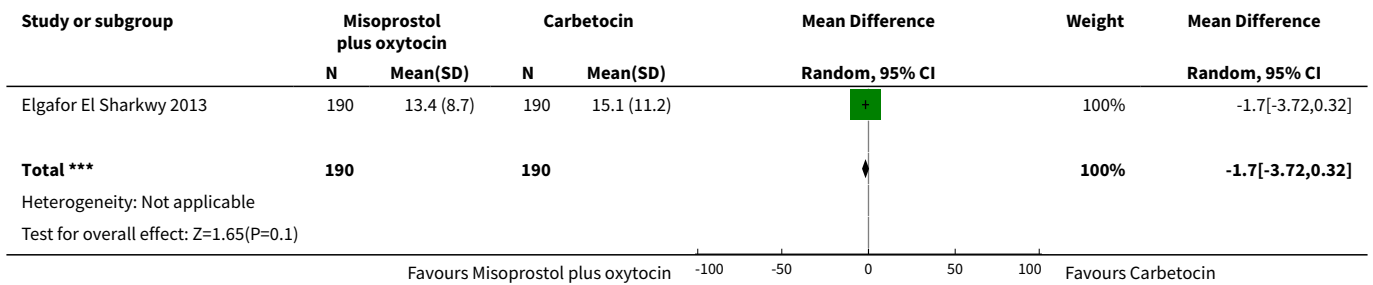 Study or subgroup Misoprostol plus oxytocin Carbetocin Mean Difference Weight Mean Difference
N Mean(SD) N Mean(SD) Random, 95% CI Random, 95% CI
Elgafor El Sharkwy 2013 190 13.4 (8.7) 190 15.1 (11.2) 100% -1.7[-3.72,0.32]
Total *** 190 190 100% -1.7[-3.72,0.32]
Heterogeneity: Not applicable
Test for overall effect: Z=1.65(P=0.1)
Favours Misoprostol plus oxytocin -100 -50 0 50 100 Favours Carbetocin